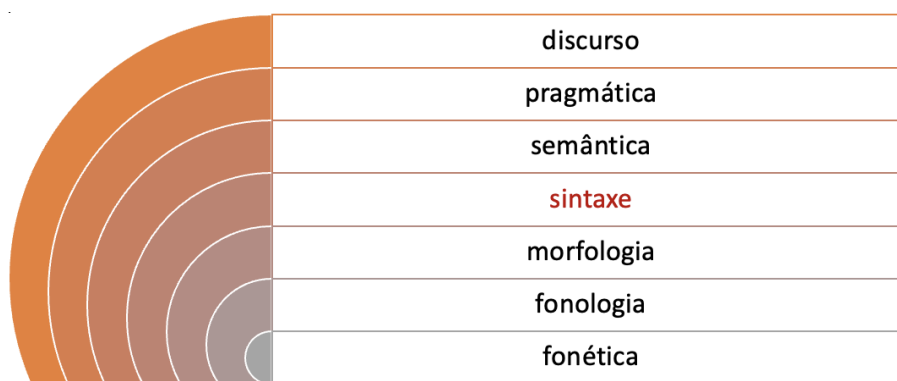 discurso
pragmática
semântica
sintaxe
morfologia
fonologia
fonética